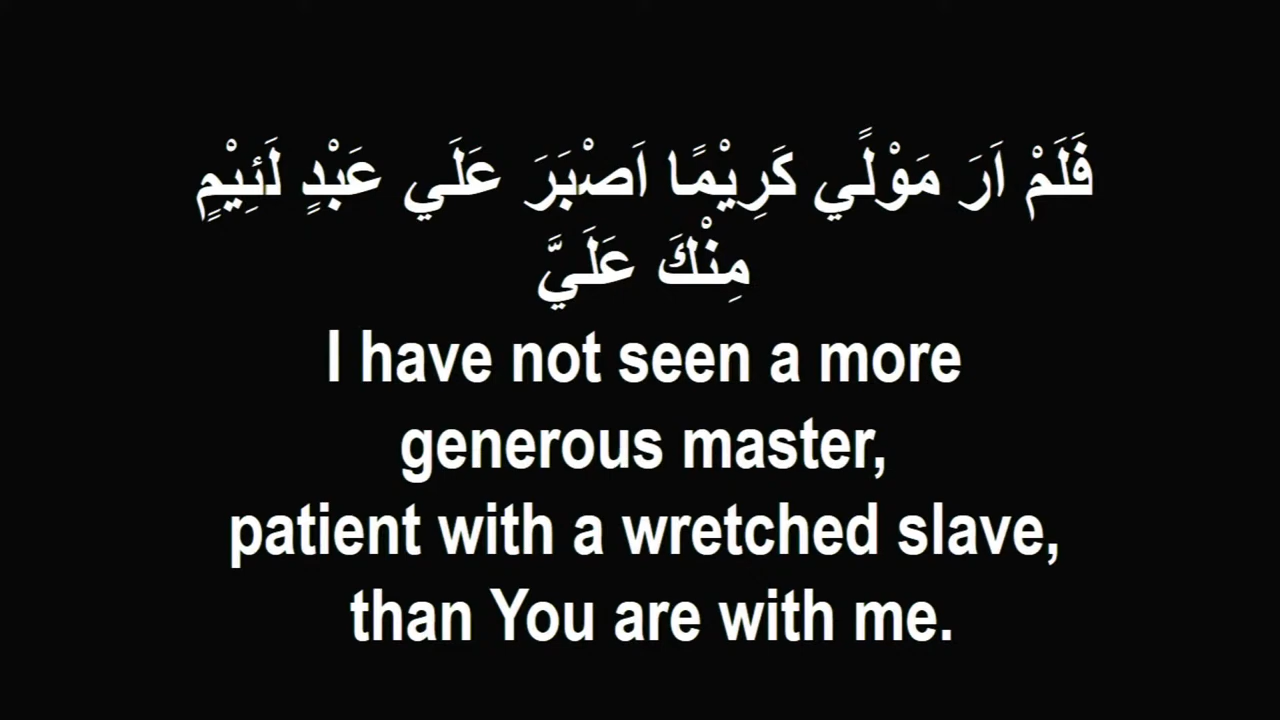 فَلَمْ اَرَ مَوْلًي كَرِيْمًا اَصْبَرَ عَلَي عَبْدٍ لَئِيْمٍ
مِنْكَ عَلَيَّ
I have not seen a more
generous master,
patient with a wretched slave,
than You are with me.